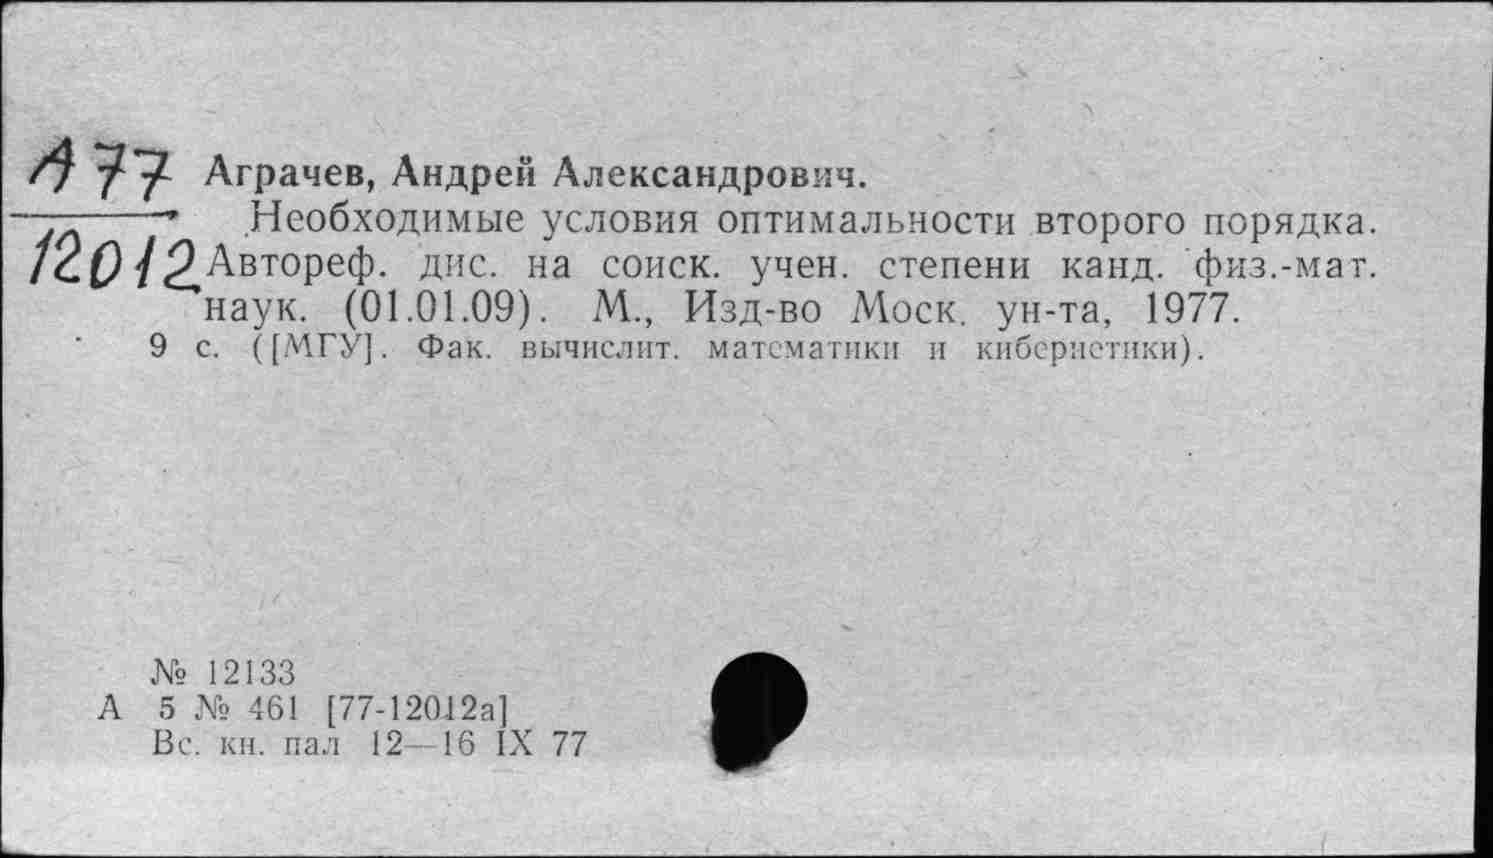 А77 Аграчев, Андрей Александрович.
Необходимые условия оптимальности второго порядка.
12012 Автореф. дис. на соиск. учен. степени канд. физ.-мат.
наук. (01.01.09). М., Изд-во Моск. ун-та, 1977.
9 с. ([МГУ]. Фак. вычислит. математики и кибернетики).
№ 12133
А 5 № 461 [77-12012а]
Вс. кн. пал 12—16 IX 77